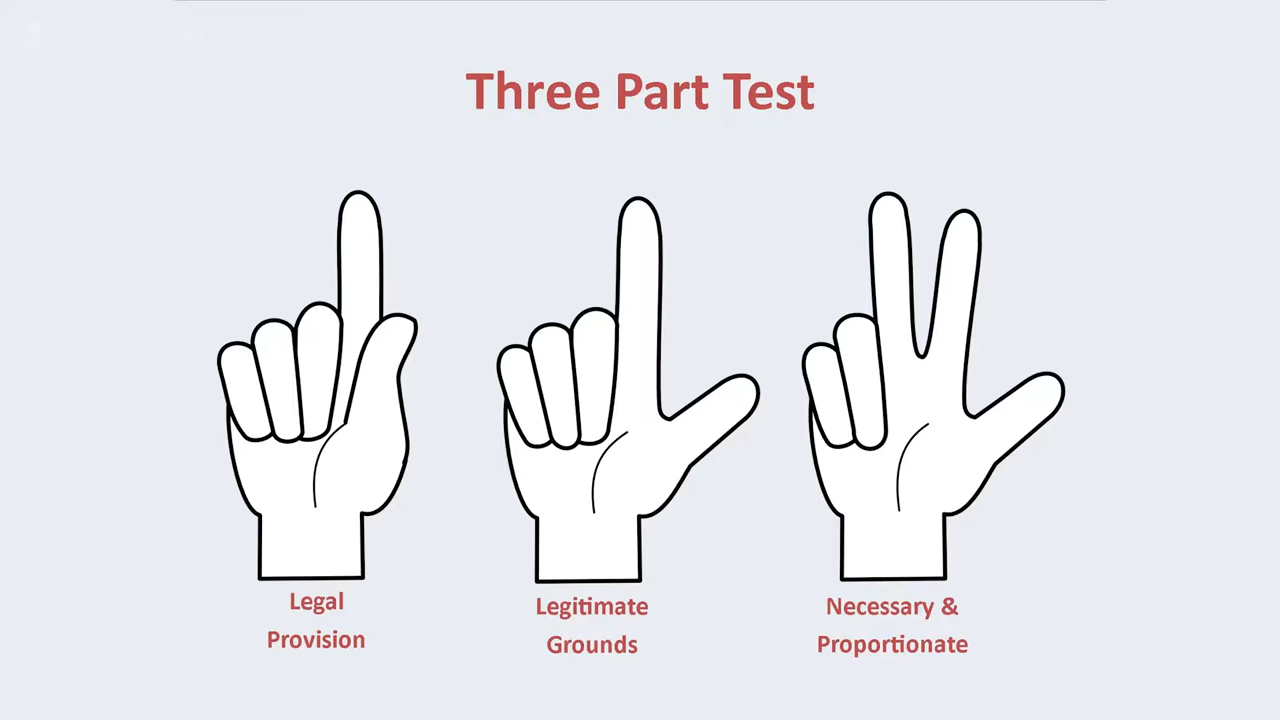 Three Part Test
Legal
Provision
Legitimate
Grounds
Necessary &
Proportionate